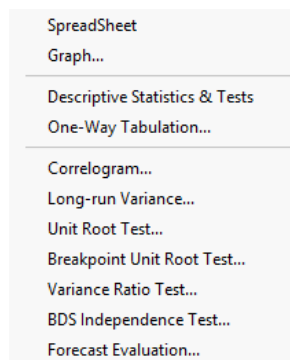 SpreadSheet
Graph...
Descriptive Statistics & Tests
One-Way Tabulation...
Correlogram...
Long-run Variance...
Unit Root Test...
Breakpoint Unit Root Test...
Variance Ratio Test...
BDS Independence Test...
Forecast Evaluation...